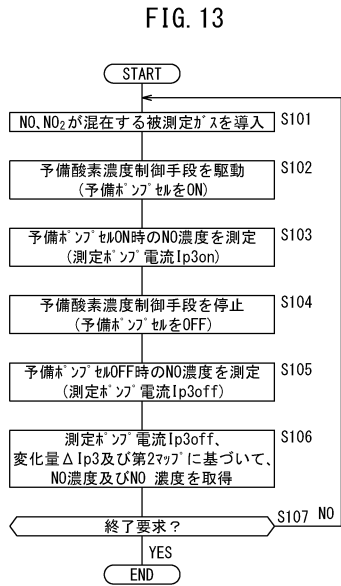 FIG. 13
START
NO、NO₂が混在する被測定ｶﾞｽを導入
S101
予備酸素濃度制御手段を駆動
(予備ﾎﾟﾝﾌﾟｾﾙをON)
S102
予備ﾎﾟﾝﾌﾟｾﾙON時のNO濃度を測定
(測定ﾎﾟﾝﾌﾟ電流Ip3on)
S103
予備酸素濃度制御手段を停止
(予備ﾎﾟﾝﾌﾟｾﾙをOFF)
S104
予備ﾎﾟﾝﾌﾟｾﾙOFF時のNO濃度を測定
(測定ﾎﾟﾝﾌﾟ電流Ip3off)
S105
測定ﾎﾟﾝﾌﾟ電流Ip3off、
変化量ΔIp3及び第2ﾏｯﾌﾟに基づいて、
NO濃度及びNO 濃度を取得
S106
終了要求？
S107
NO
YES
END